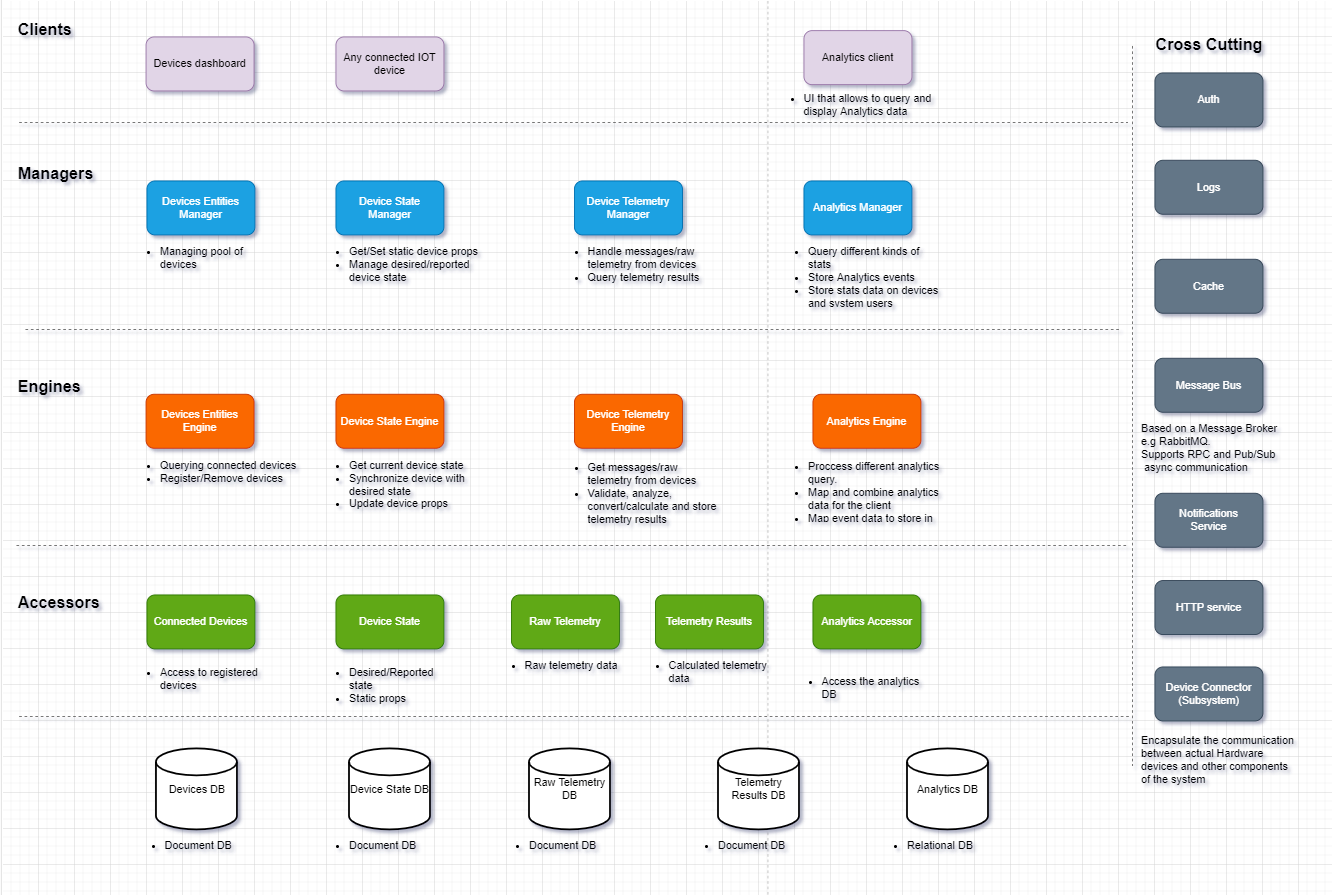 Clients
Devices dashboard
Any connected IOT
device
Analytics client
• UI that allows to query and
display Analytics data
Managers
Devices Entities
Manager
• Managing pool of
devices
Device State
Manager
• Get/Set static device props
• Manage desired/reported
device state
Device Telemetry
Manager
• Handle messages/raw
telemetry from devices
• Query telemetry results
Analytics Manager
• Query different kinds of
stats
• Store Analytics events
• Store stats data on devices
and system users
Engines
Devices Entities
Engine
• Querying connected devices
• Register/Remove devices
Device State Engine
• Get current device state
• Synchronize device with
desired state
• Update device props
Device Telemetry
Engine
• Get messages/raw
telemetry from devices
• Validate, analyze,
convert/calculate and store
telemetry results
Analytics Engine
• Proccess different analytics
query.
• Map and combine analytics
data for the client
• Map event data to store in
Accessors
Connected Devices
• Access to registered
devices
Device State
• Desired/Reported
state
• Static props
Raw Telemetry
• Raw telemetry data
Telemetry Results
• Calculated telemetry
data
Analytics Accessor
• Access the analytics
DB
Devices DB
• Document DB
Device State DB
• Document DB
Raw Telemetry
DB
• Document DB
Telemetry
Results DB
• Document DB
Analytics DB
• Relational DB
Cross Cutting
Auth
Logs
Cache
Message Bus
Based on a Message Broker
e.g RabbitMQ.
Supports RPC and Pub/Sub
async communication
Notifications
Service
HTTP service
Device Connector
(Subsystem)
Encapsulate the communication
between actual Hardware
devices and other components
of the system